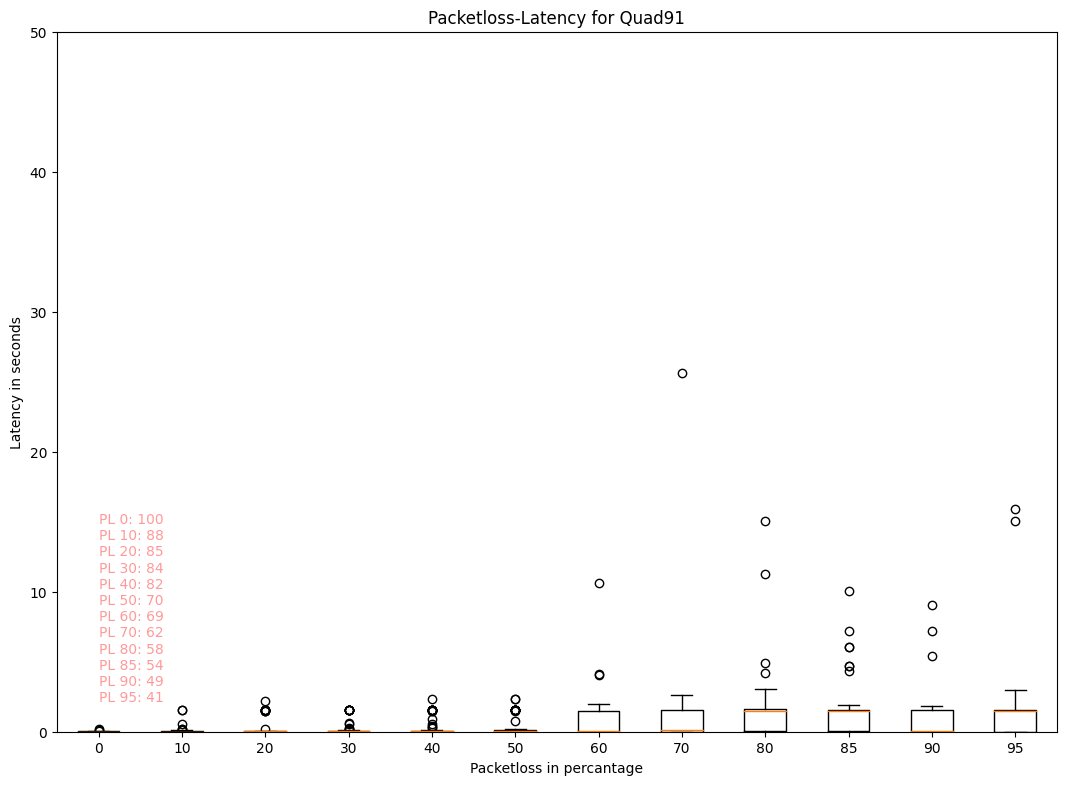 Packetloss-Latency for Quad91
50
40
30
20
10
0
Latency in seconds
PL 0: 100
PL 10: 88
PL 20: 85
PL 30: 84
PL 40: 82
PL 50: 70
PL 60: 69
PL 70: 62
PL 80: 58
PL 85: 54
PL 90: 49
PL 95: 41
0 10 20 30 40 50 60 70 80 85 90 95
Packetloss in percantage